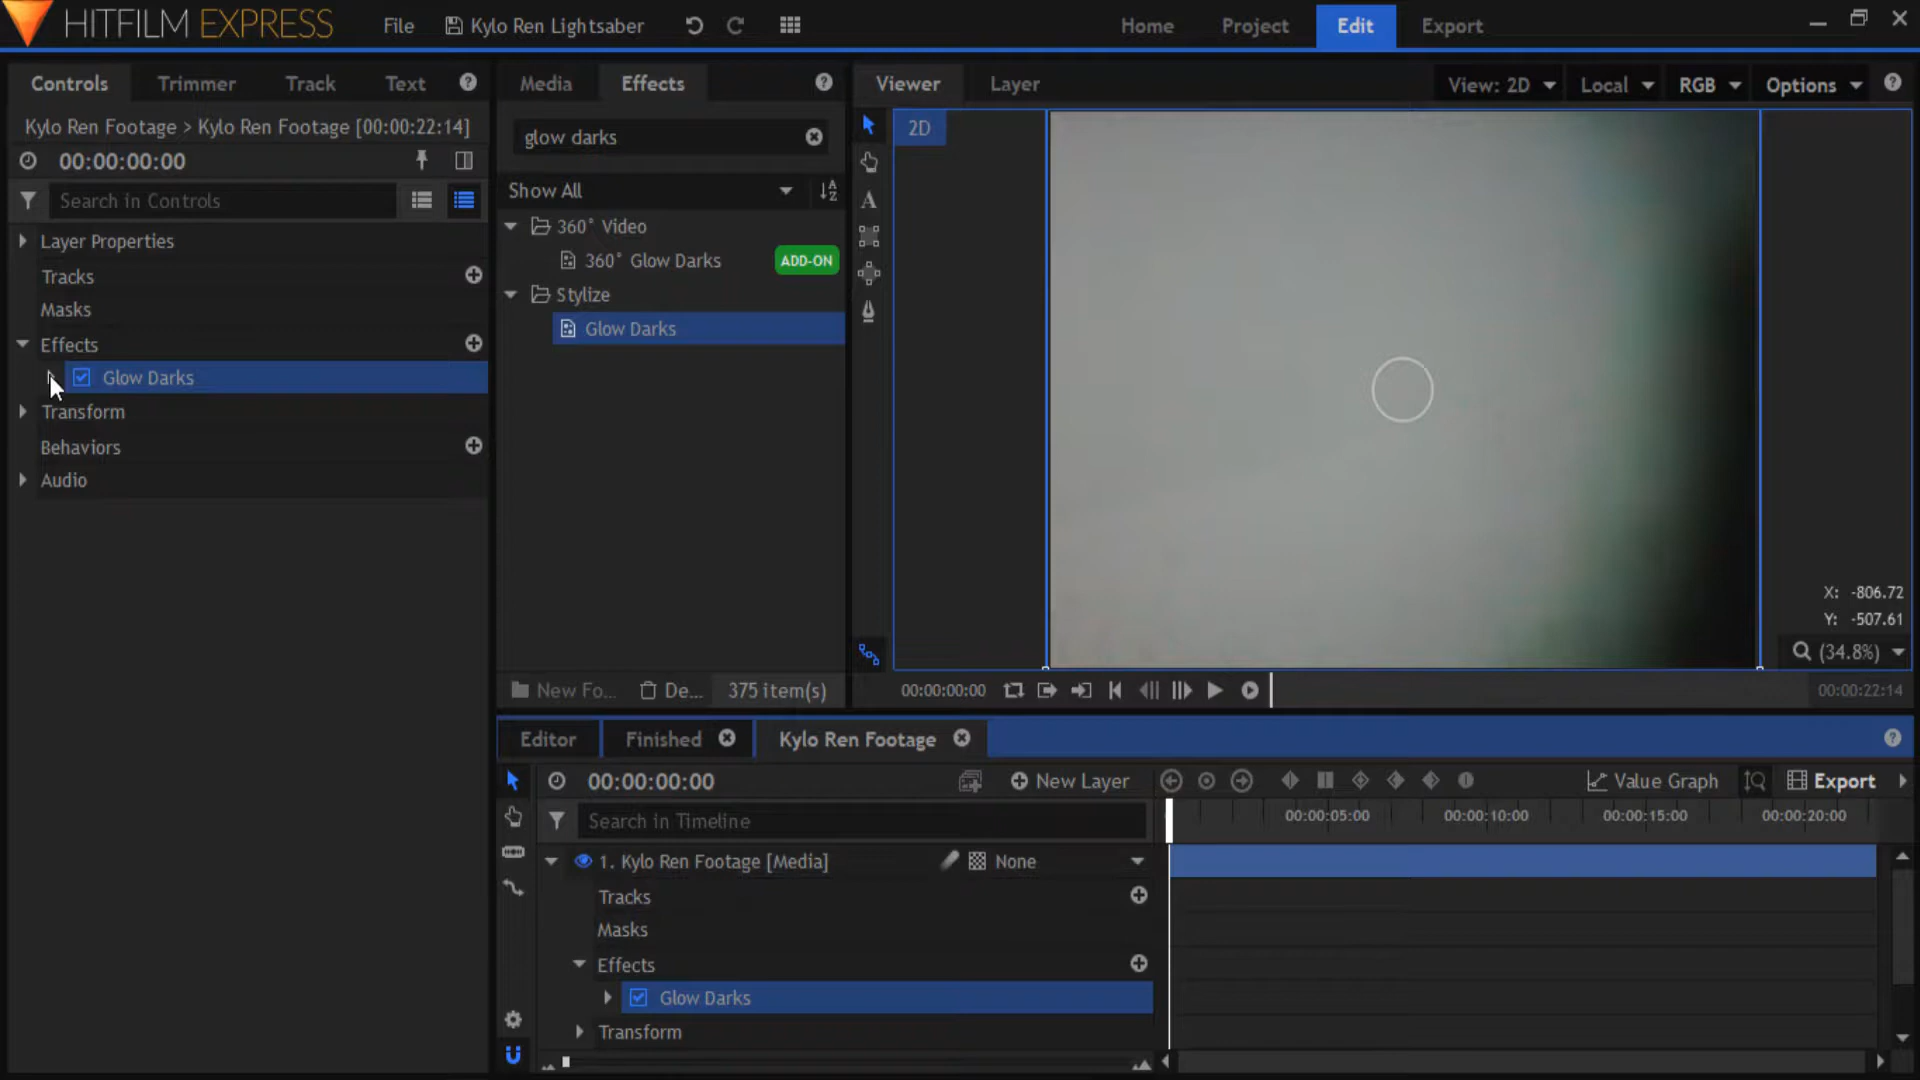 HITFILM EXPRESS
File
Kylo Ren Lightsaber
Home
Project
Edit
Export
Controls
Trimmer
Track
Text
Kylo Ren Footage > Kylo Ren Footage [00:00:22:14]
00:00:00:00
Search in Controls
Layer Properties
Tracks
Masks
Effects
Glow Darks
Transform
Behaviors
Audio
Media
Effects
glow darks
Show All
360° Video
360° Glow Darks
ADD-ON
Stylize
Glow Darks
New Fo...
De...
375 item(s)
Viewer
Layer
View: 2D
Local
RGB
Options
2D
A
X: -806.72
Y: -507.61
(34.8%)
00:00:00:00
00:00:22:14
Editor
Finished
Kylo Ren Footage
00:00:00:00
New Layer
Value Graph
Export
Search in Timeline
00:00:05:00
00:00:10:00
00:00:15:00
00:00:20:00
1. Kylo Ren Footage [Media]
None
Tracks
Masks
Effects
Glow Darks
Transform